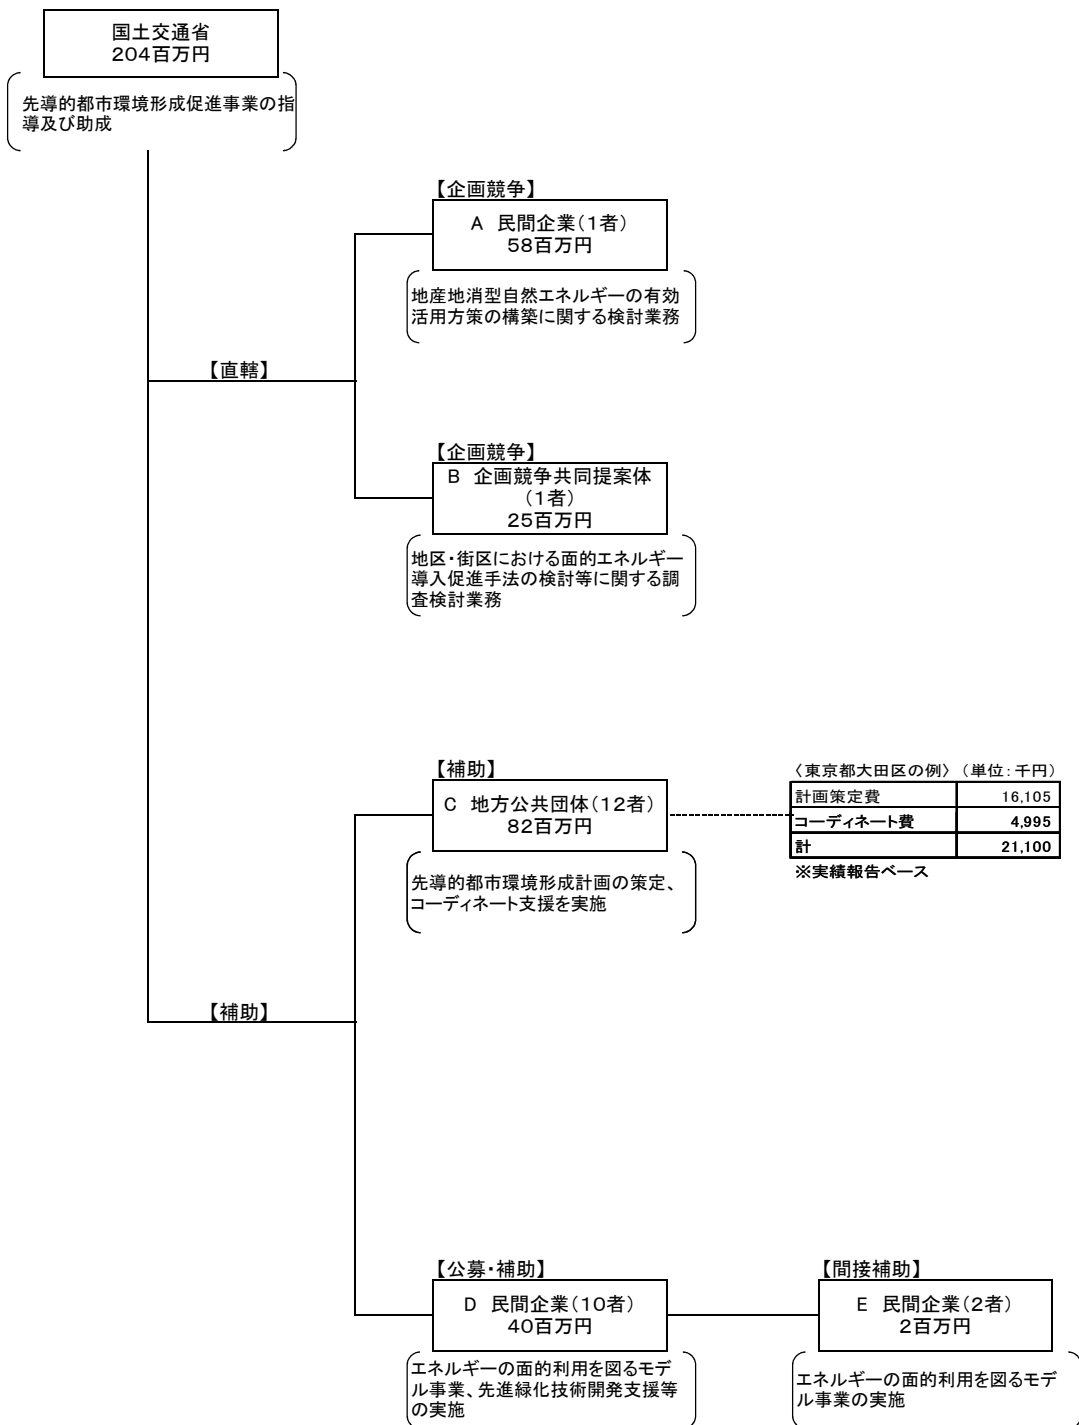 国土交通省
204百万円
先導的都市環境形成促進事業の指
導及び助成
【企画競争】
A 民間企業(1者)
58百万円
地産地消型自然エネルギーの有効
活用方策の構築に関する検討業務
【直轄】
【企画競争】
B 企画競争共同提案体
(1者)
25百万円
地区・街区における面的エネルギー
導入促進手法の検討等に関する調
査検討業務
【補助】
C 地方公共団体(12者)
82百万円
先導的都市環境形成計画の策定、
コーディネート支援を実施
〈東京都大田区の例〉 (単位:千円)
計画策定費 16,105
コーディネート費 4,995
計 21,100
※実績報告ベース
【補助】
【公募・補助】
D 民間企業(10者)
40百万円
エネルギーの面的利用を図るモデ
ル事業、先進緑化技術開発支援等
の実施
【間接補助】
E 民間企業(2者)
2百万円
エネルギーの面的利用を図るモデ
ル事業の実施